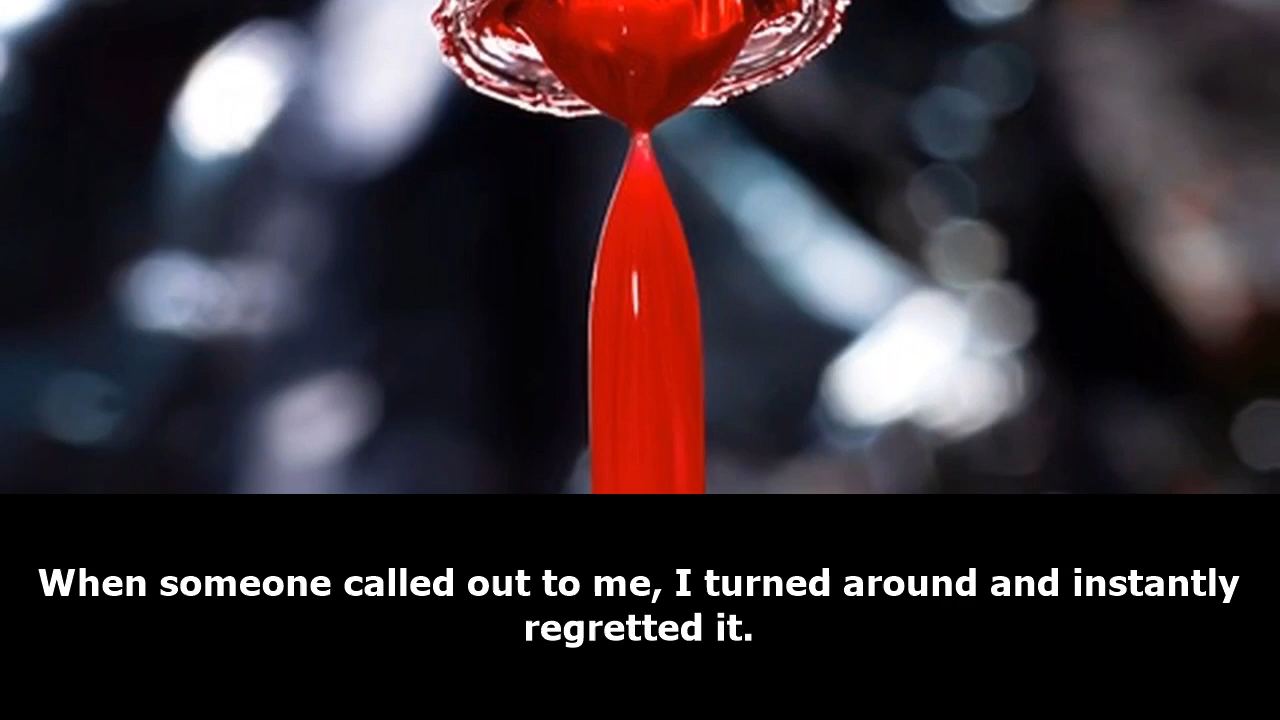 When someone called out to me, I turned around and instantly
regretted it.